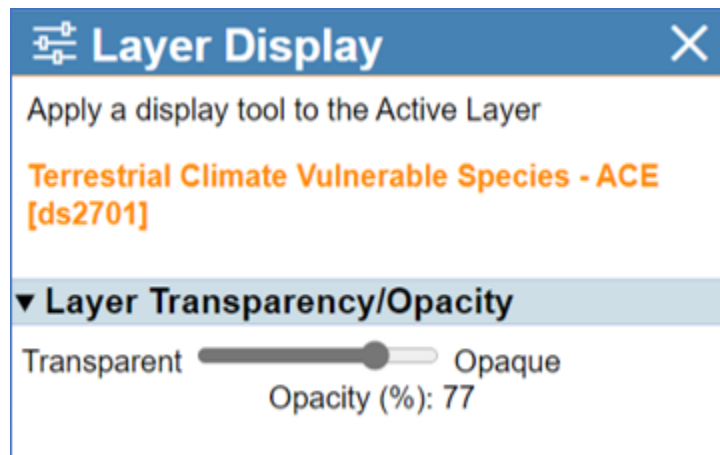 Layer Display
Apply a display tool to the Active Layer
Terrestrial Climate Vulnerable Species - ACE
[ds2701]
Layer Transparency/Opacity
Transparent Opaque
Opacity (%): 77